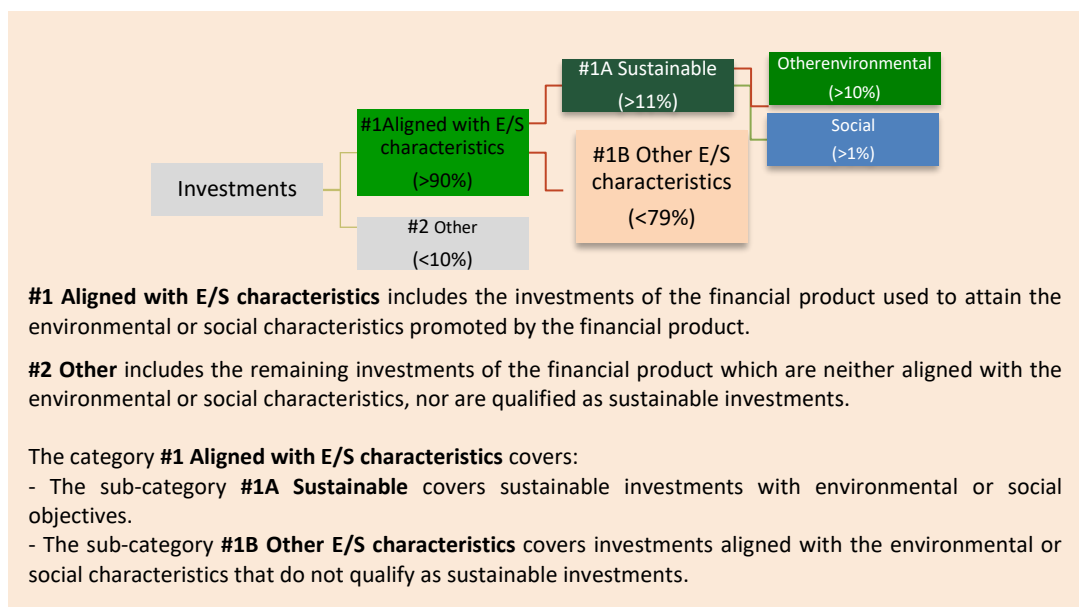 Investments
#1Aligned with E/S
characteristics
(>90%)
#2 Other
(<10%)
#1A Sustainable
(>11%)
#1B Other E/S
characteristics
(<79%)
Otherenvironmental
(>10%)
Social
(>1%)
#1 Aligned with E/S characteristics includes the investments of the financial product used to attain the
environmental or social characteristics promoted by the financial product.
#2 Other includes the remaining investments of the financial product which are neither aligned with the
environmental or social characteristics, nor are qualified as sustainable investments.
The category #1 Aligned with E/S characteristics covers:
- The sub-category #1A Sustainable covers sustainable investments with environmental or social
objectives.
- The sub-category #1B Other E/S characteristics covers investments aligned with the environmental or
social characteristics that do not qualify as sustainable investments.